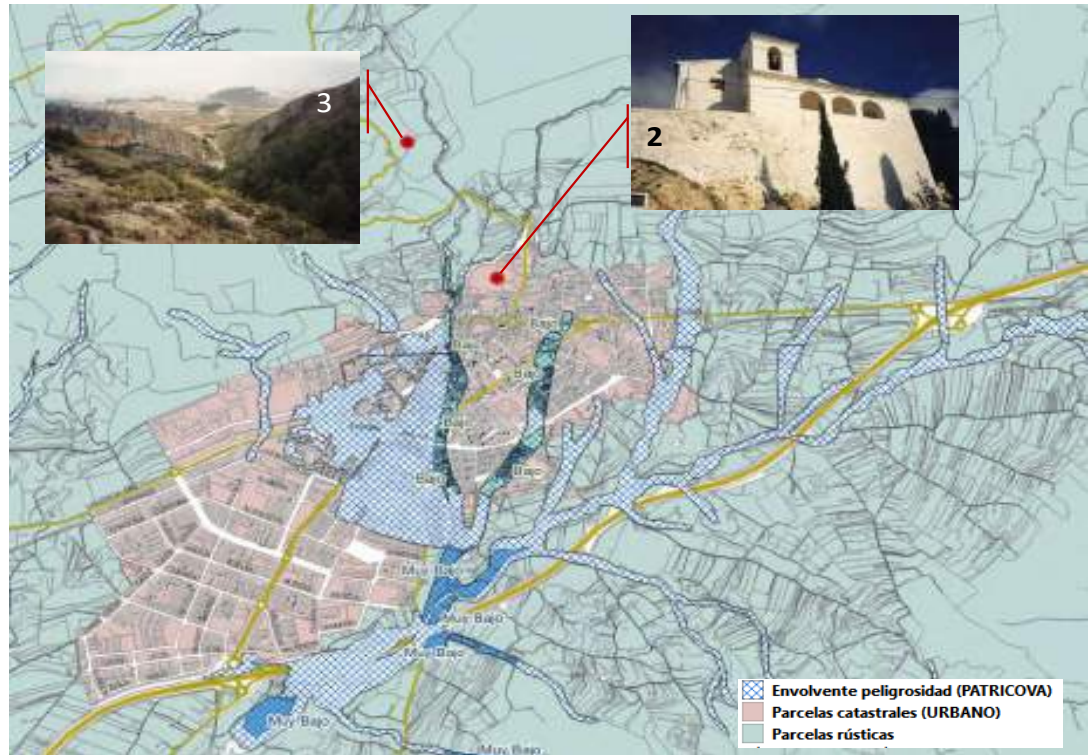 3
2
Bajo
Bajo
Bajo
Bajo
Muy Bajo
Muy Bajo
Muy Bajo
Muy Bajo
Muy Bajo
Envolvente peligrosidad (PATRICOVA)
Parcelas catastrales (URBANO)
Parcelas rústicas